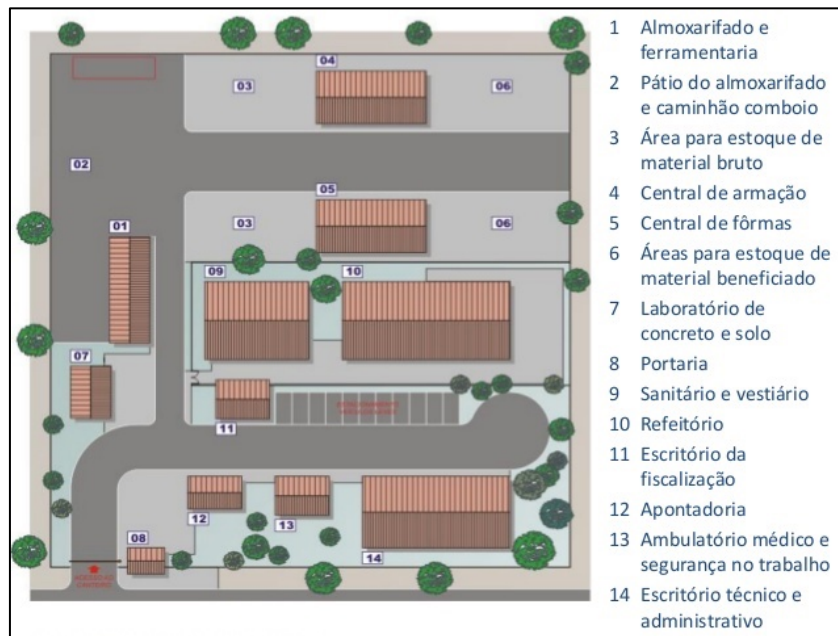 04
03
06
02
05
01
03
06
09
10
07
11
12
13
08
14
ACESSO AO
CANTEIRO
1 Almoxarifado e
ferramentaria
2 Pátio do almoxarifado
e caminhão comboio
3 Área para estoque de
material bruto
4 Central de armação
5 Central de fôrmas
6 Áreas para estoque de
material beneficiado
7 Laboratório de
concreto e solo
8 Portaria
9 Sanitário e vestiário
10 Refeitório
11 Escritório da
fiscalização
12 Apontadoria
13 Ambulatório médico e
segurança no trabalho
14 Escritório técnico e
administrativo